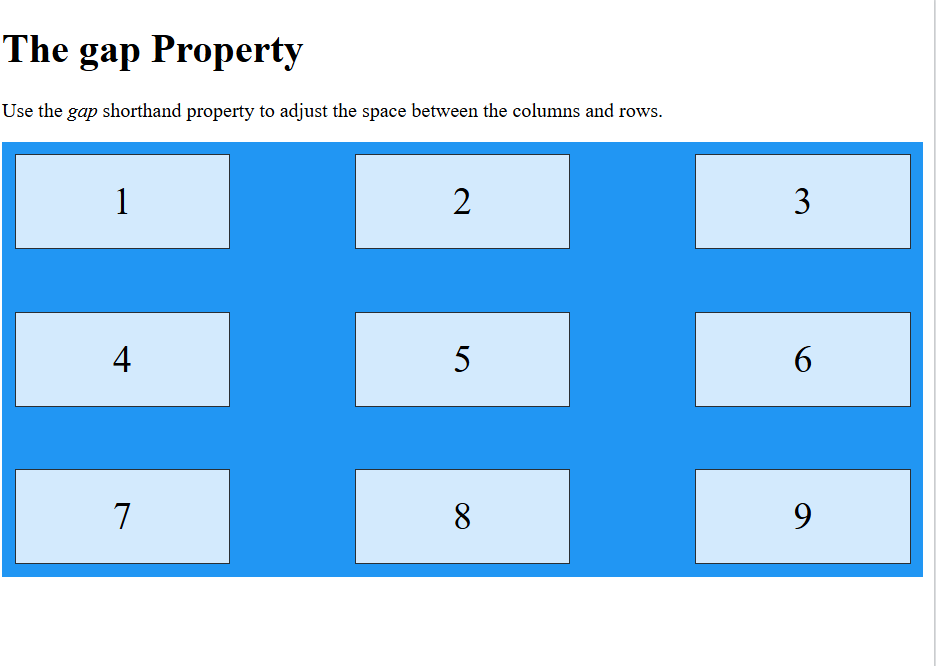 The gap Property
Use the gap shorthand property to adjust the space between the columns and rows.
1 2 3
4 5 6
7 8 9